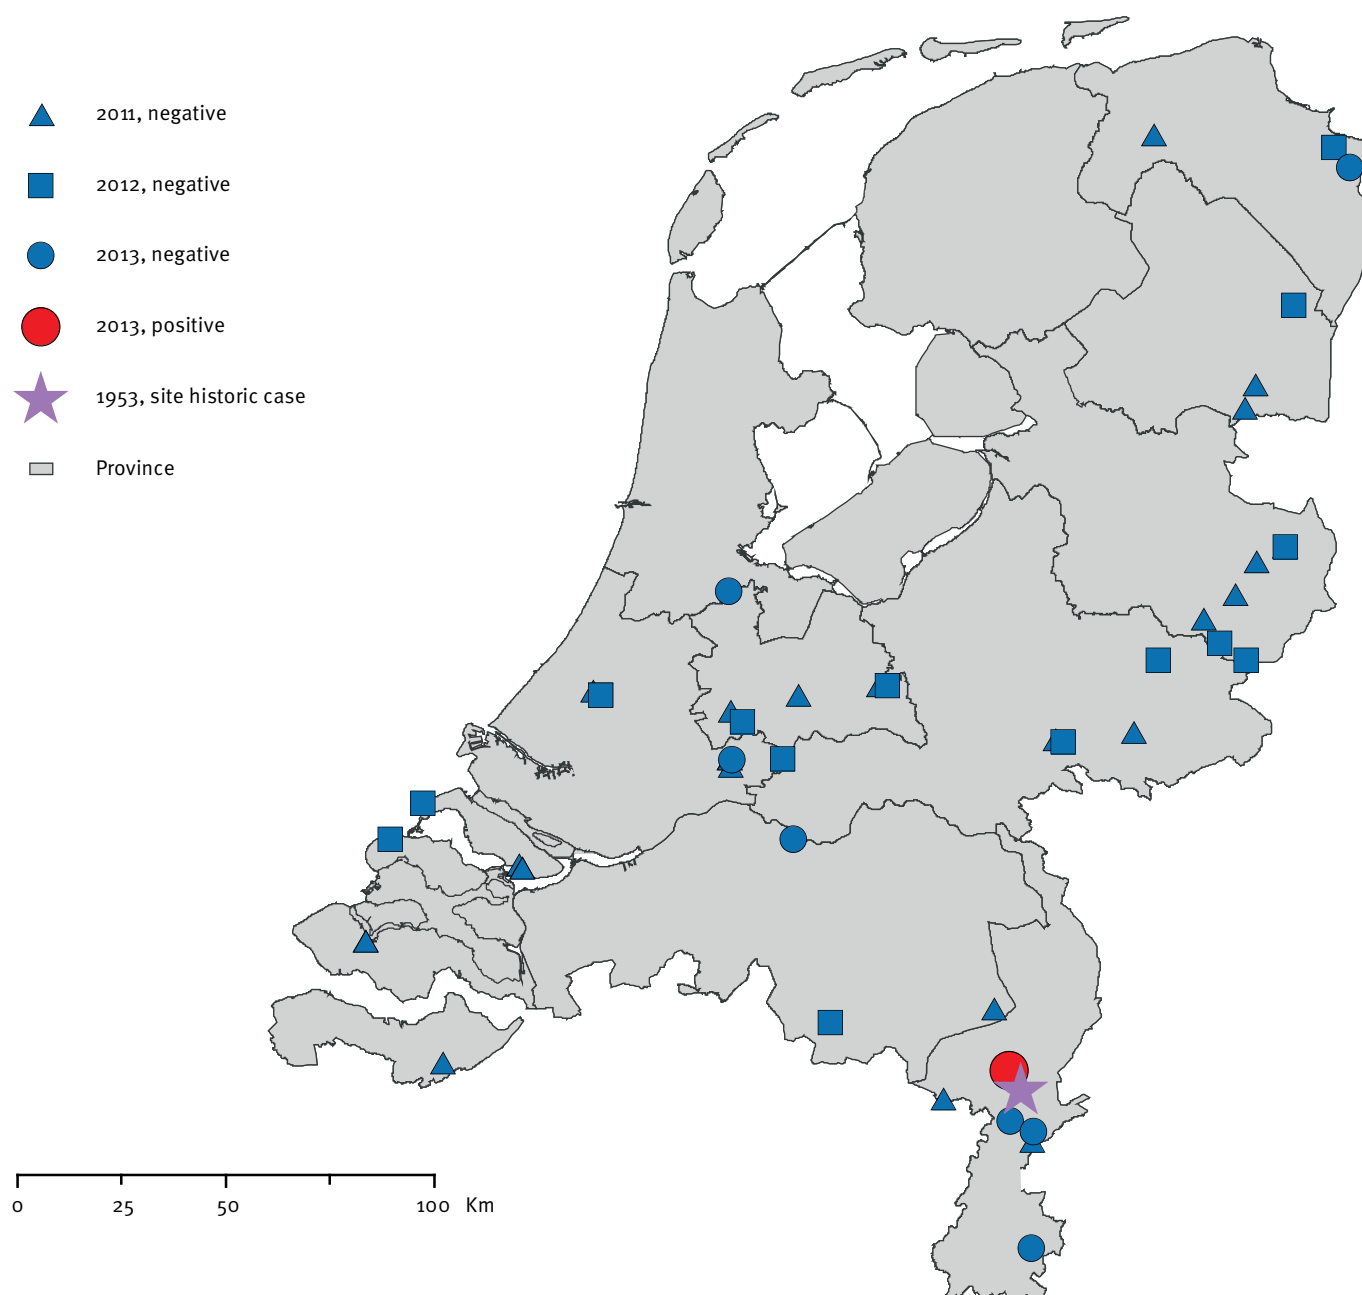 2011, negative
2012, negative
2013, negative
2013, positive
1953, site historic case
Province
0 25 50 100 Km